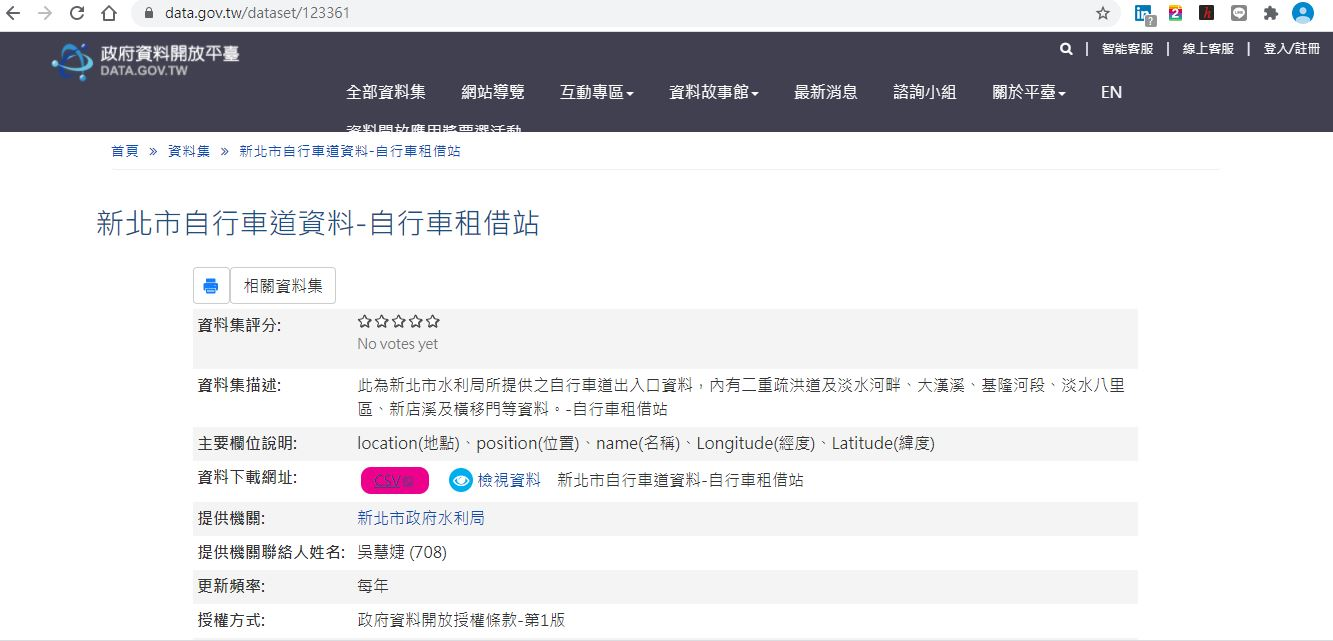 data.gov.tw/dataset/123361
政府資料開放平臺
DATA.GOV.TW
智能客服 | 線上客服 | 登入/註冊
全部資料集 網站導覽 互動專區 資料故事館 最新消息 諮詢小組 關於平臺 EN
資料開放應用獎票選活動
首頁 » 資料集 » 新北市自行車道資料-自行車租借站
新北市自行車道資料-自行車租借站
相關資料集
資料集評分:
No votes yet
資料集描述: 此為新北市水利局所提供之自行車道出入口資料，內有二重疏洪道及淡水河畔、大漢溪、基隆河段、淡水八里
區、新店溪及橫移門等資料。-自行車租借站
主要欄位說明: location(地點)、position(位置)、name(名稱)、Longitude(經度)、Latitude(緯度)
資料下載網址: CSV 檢視資料 新北市自行車道資料-自行車租借站
提供機關: 新北市政府水利局
提供機關聯絡人姓名: 吳慧婕 (708)
更新頻率: 每年
授權方式: 政府資料開放授權條款-第1版